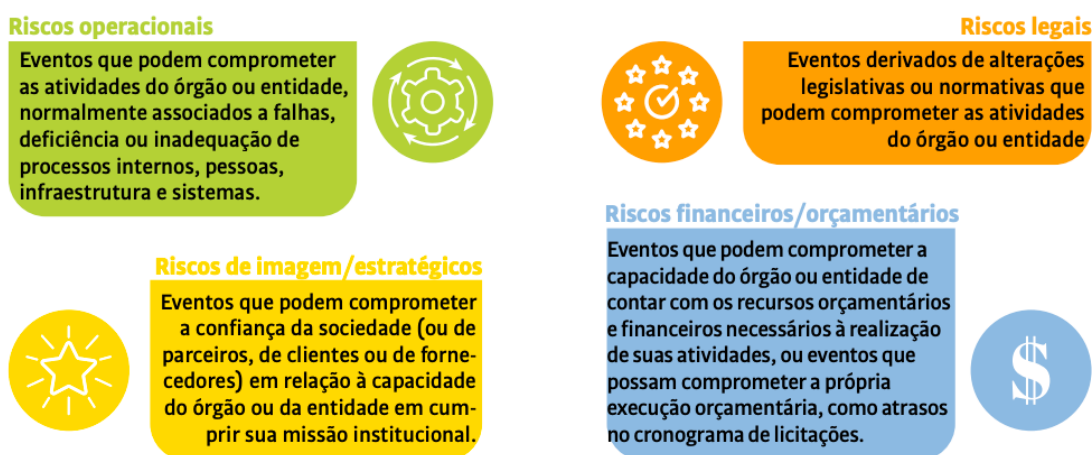 Riscos operacionais
Eventos que podem comprometer
as atividades do órgão ou entidade,
normalmente associados a falhas,
deficiência ou inadequação de
processos internos, pessoas,
infraestrutura e sistemas.
Riscos legais
Eventos derivados de alterações
legislativas ou normativas que
podem comprometer as atividades
do órgão ou entidade
Riscos de imagem/estratégicos
Eventos que podem comprometer
a confiança da sociedade (ou de
parceiros, de clientes ou de forne-
cedores) em relação à capacidade
do órgão ou da entidade em cum-
prir sua missão institucional.
Riscos financeiros/orçamentários
Eventos que podem comprometer a
capacidade do órgão ou entidade de
contar com os recursos orçamentários
e financeiros necessários à realização
de suas atividades, ou eventos que
possam comprometer a própria
execução orçamentária, como atrasos
no cronograma de licitações.
$